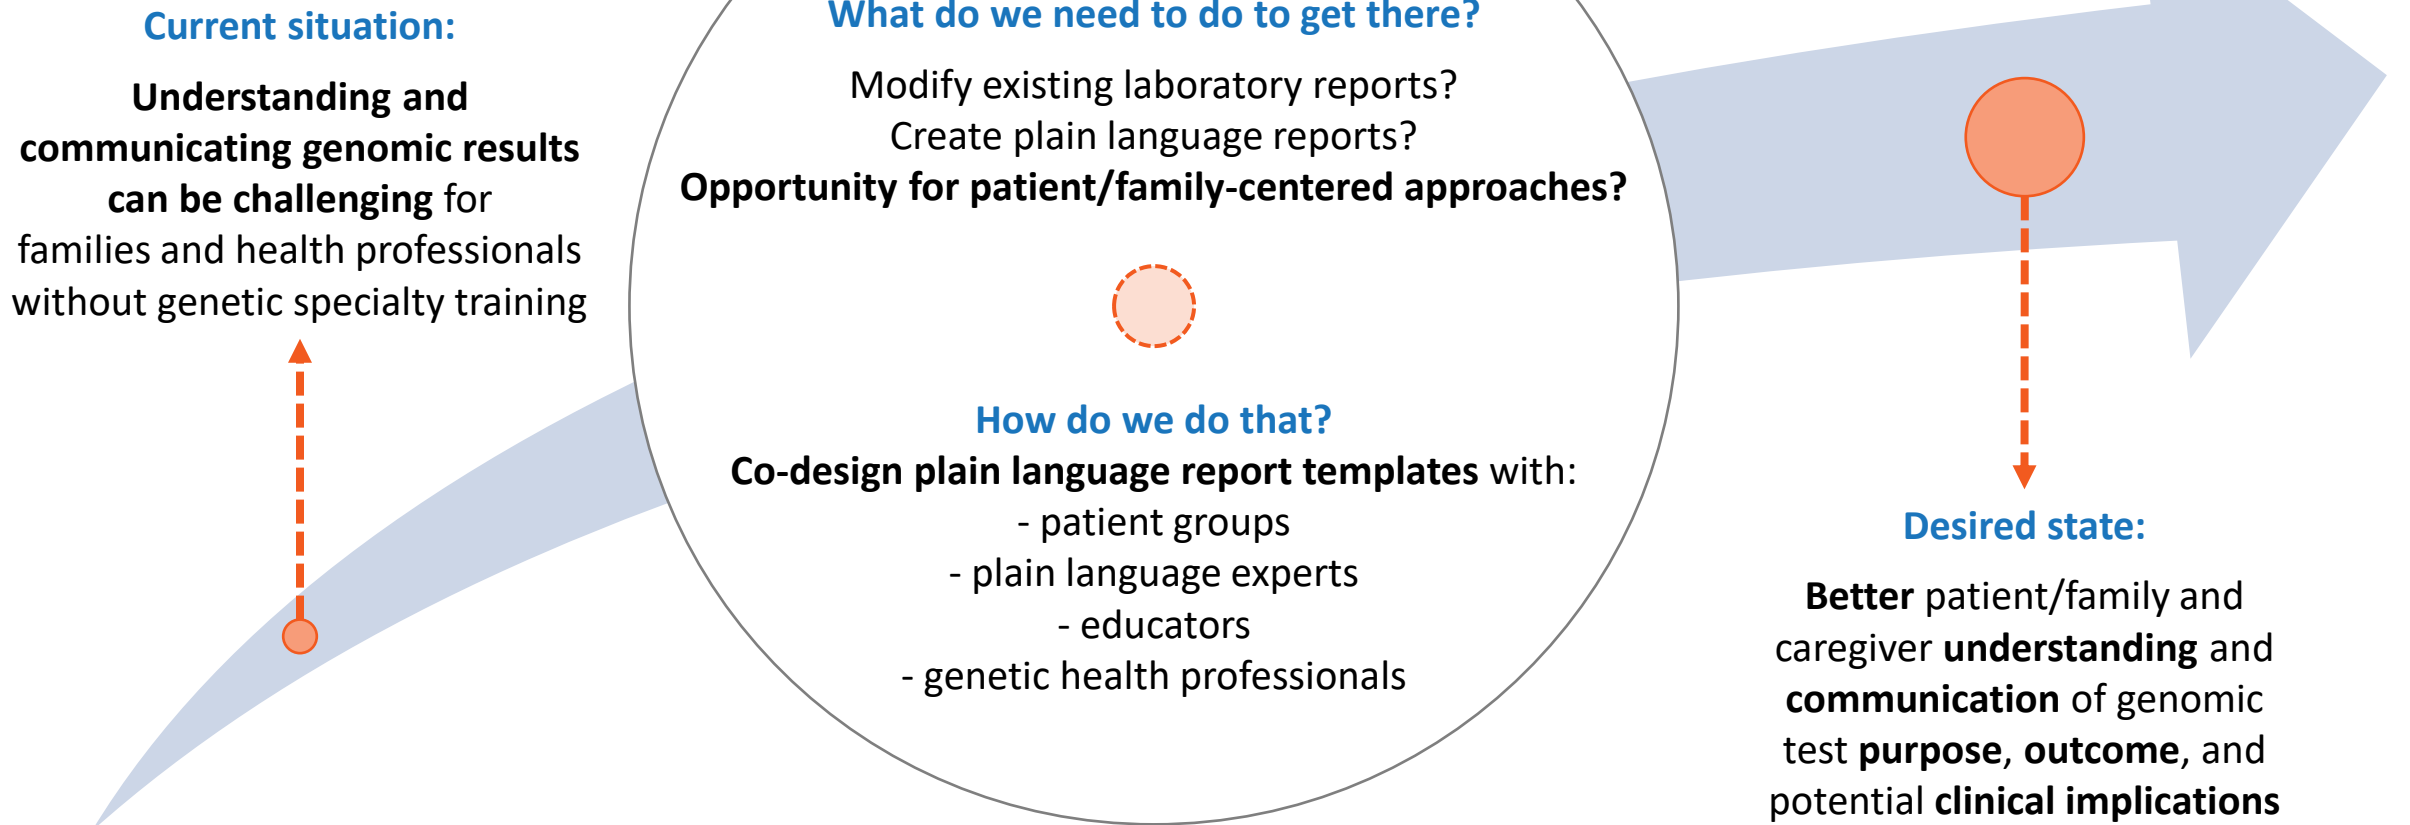 Current situation:
Understanding and
communicating genomic results
can be challenging for
families and health professionals
without genetic specialty training
What do we need to do to get there?
Modify existing laboratory reports?
Create plain language reports?
Opportunity for patient/family-centered approaches?
How do we do that?
Co-design plain language report templates with:
- patient groups
- plain language experts
- educators
- genetic health professionals
Desired state:
Better patient/family and
caregiver understanding and
communication of genomic
test purpose, outcome, and
potential clinical implications